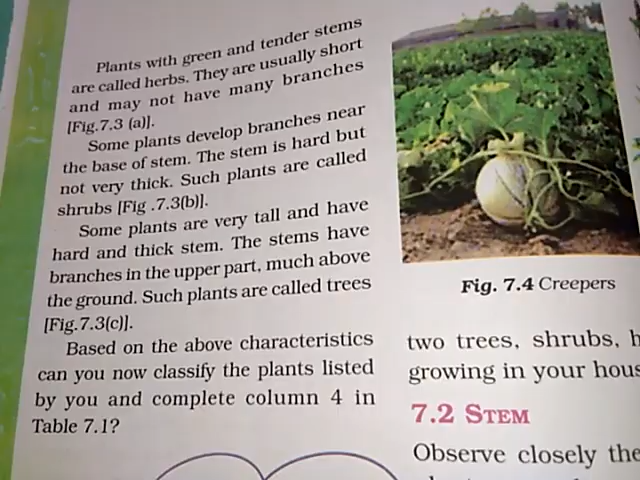 Plants with green and tender stems
are called herbs. They are usually short
and may not have many branches
[Fig.7.3 (a)].
Some plants develop branches near
the base of stem. The stem is hard but
not very thick. Such plants are called
shrubs [Fig .7.3(b)].
Some plants are very tall and have
hard and thick stem. The stems have
branches in the upper part, much above
the ground. Such plants are called trees
[Fig.7.3(c)].
Based on the above characteristics
can you now classify the plants listed
by you and complete column 4 in
Table 7.1?
Fig. 7.4 Creepers
two trees, shrubs,
growing in your
7.2 STEM
Observe closely the